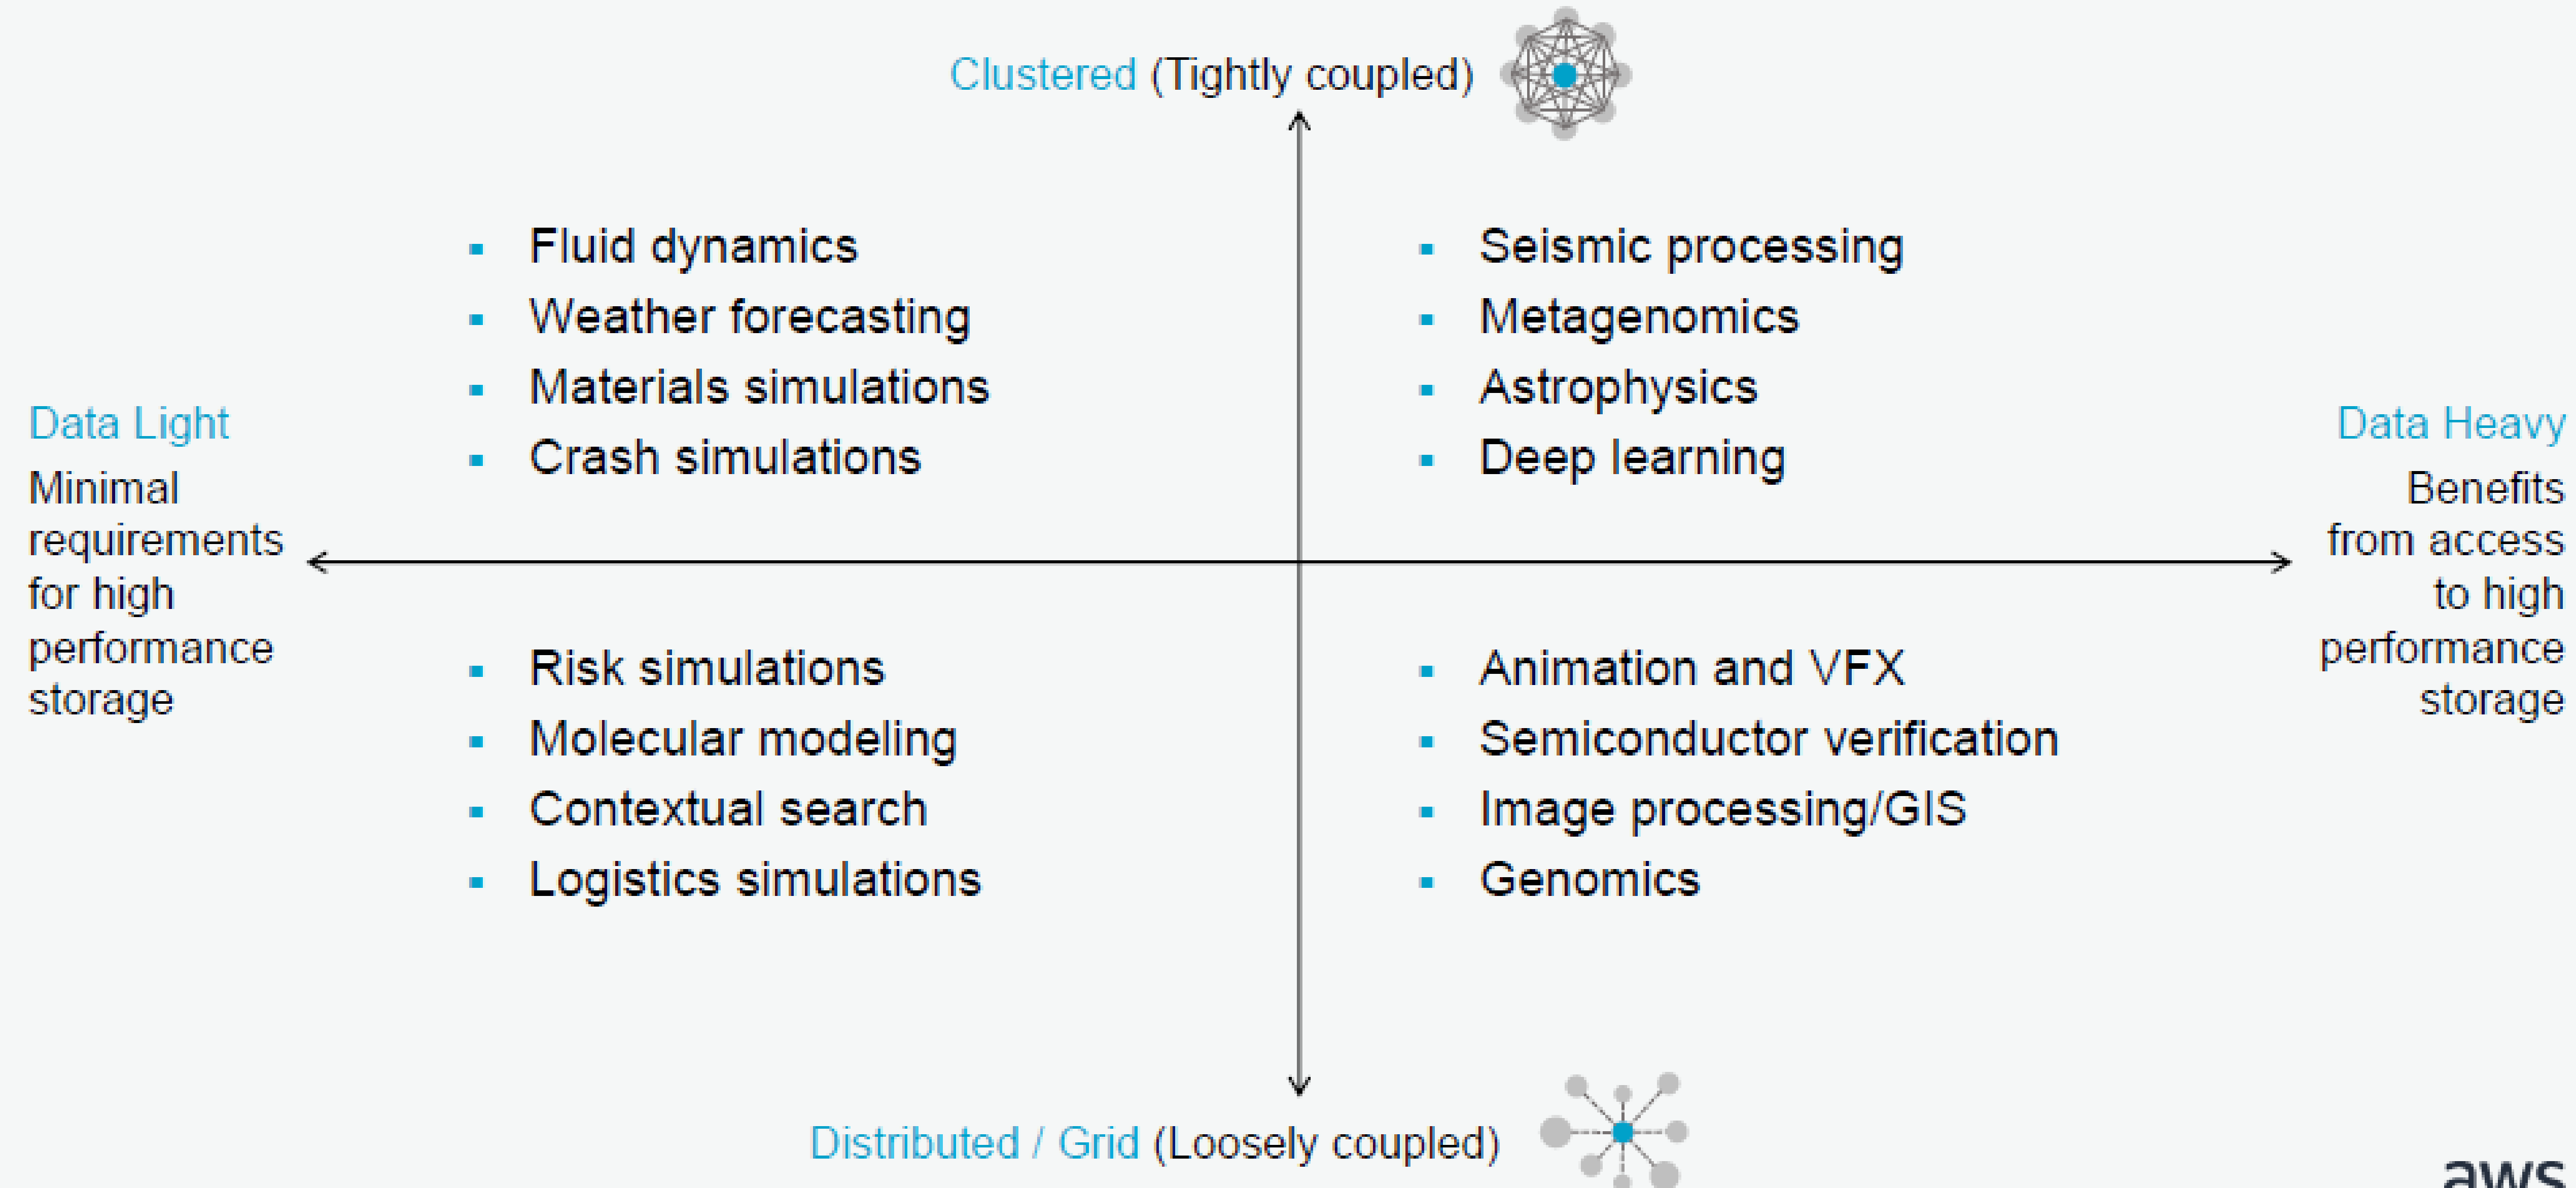 Clustered (Tightly coupled)
Fluid dynamics
Weather forecasting
Materials simulations
Crash simulations
Seismic processing
Metagenomics
Astrophysics
Deep learning
Data Light
Minimal
requirements
for high
performance
storage
Data Heavy
Benefits
from access
to high
performance
storage
Risk simulations
Molecular modeling
Contextual search
Logistics simulations
Animation and VFX
Semiconductor verification
Image processing/GIS
Genomics
Distributed / Grid (Loosely coupled)
aws